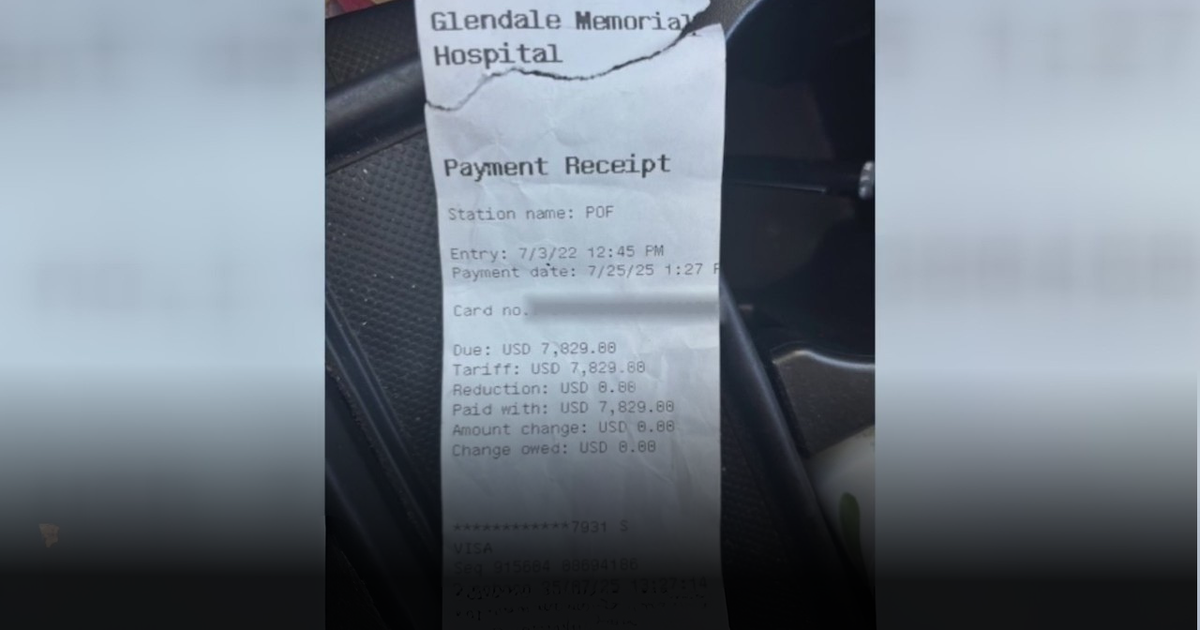 Glendale Memorial
Hospital
Payment Receipt
Station name: POF
Entry: 7/3/22 12:45 PM
Payment date: 7/25/25 1:27 P
Card no.
Due: USD 7,829.00
Tariff: USD 7,829.00
Reduction: USD 0.00
Paid with: USD 7,829.00
Amount change: USD 0.00
Change owed: USD 0.00
************7931 S
VISA
Seq